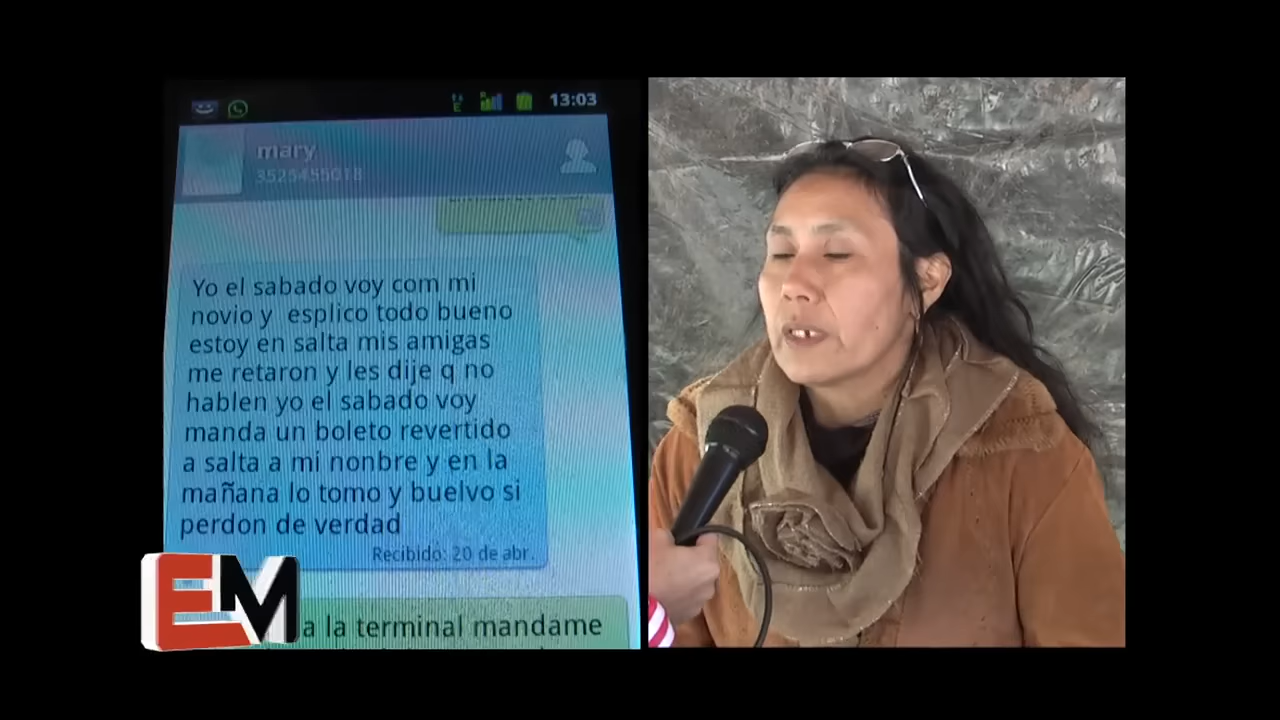 13:03
mary
Yo el sabado voy com mi
novio y esplico todo bueno
estoy en salta mis amigas
me retaron y les dije q no
hablen yo el sabado voy
manda un boleto revertido
a salta a mi nonbre y en la
mañana lo tomo y buelvo si
perdon de verdad
Recibido: 20 de abr.
a la terminal mandame
EM